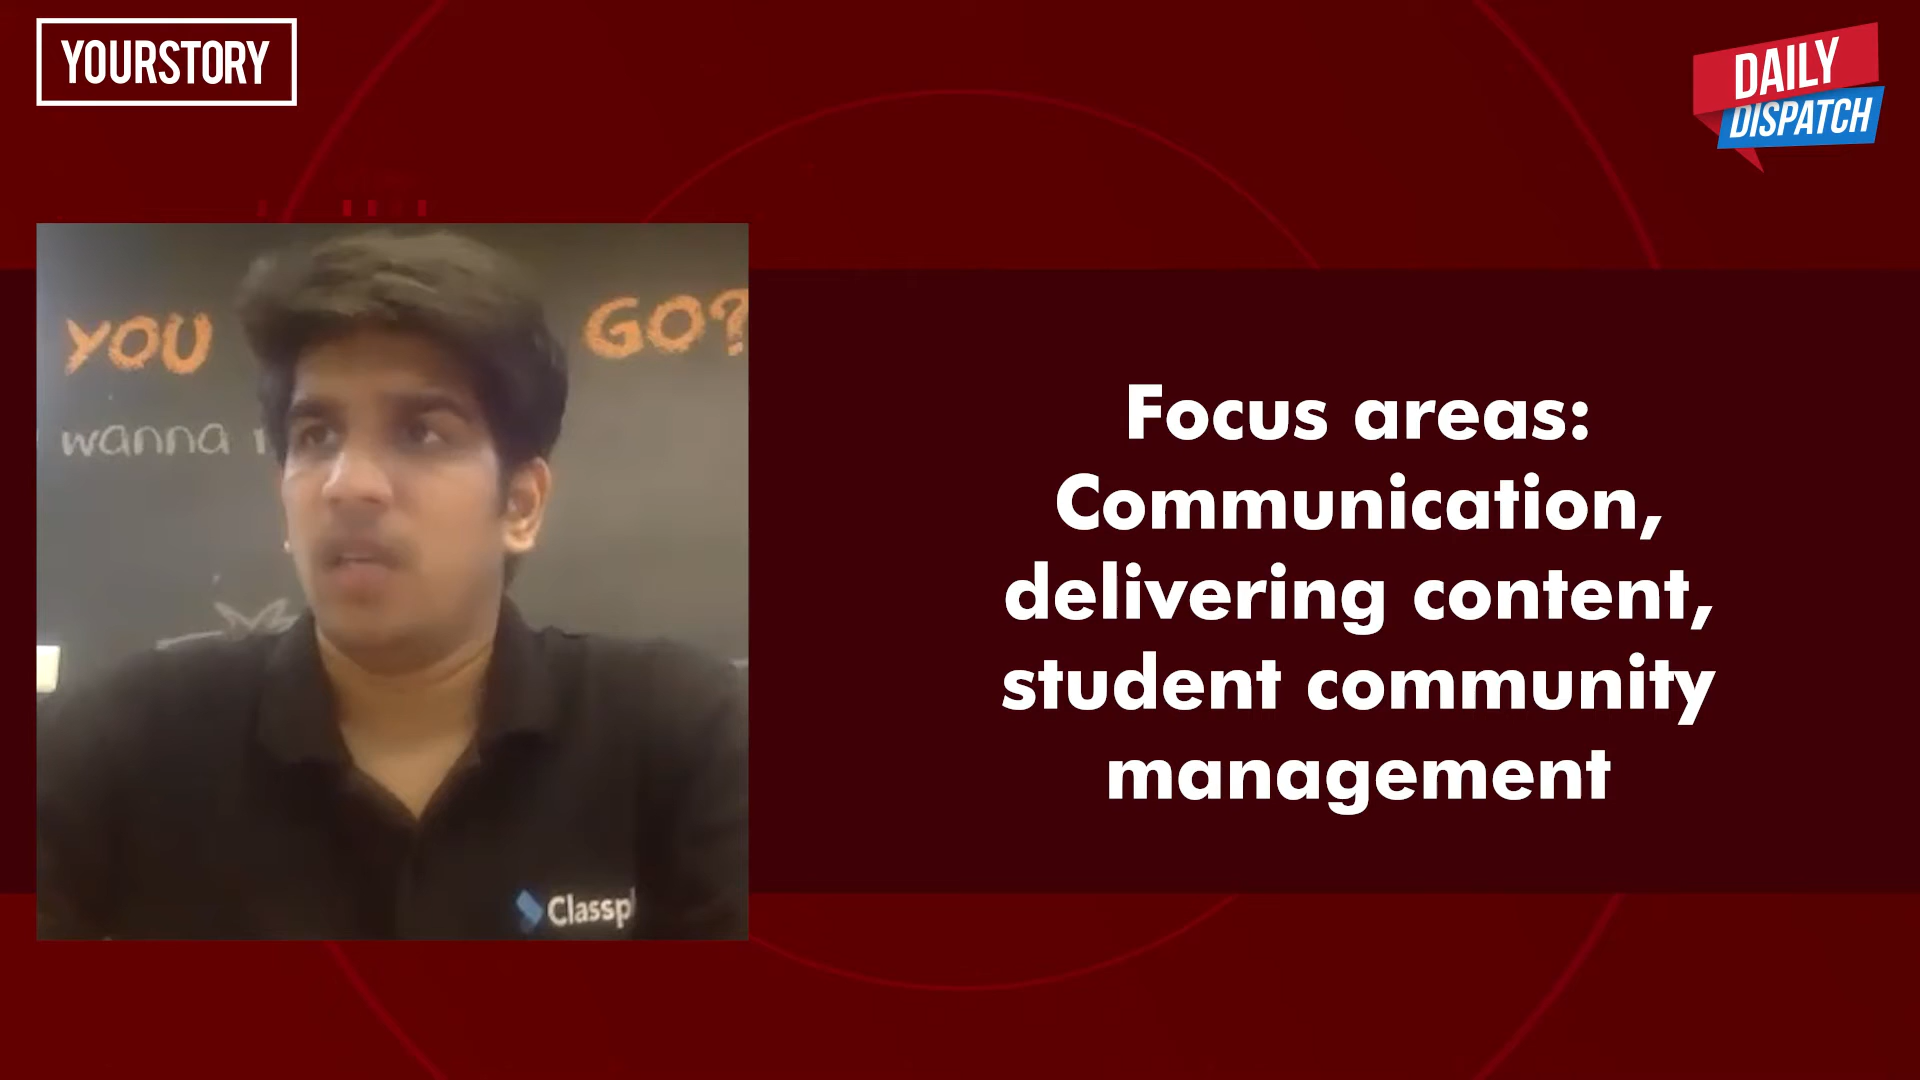 YOURSTORY
DAILY
DISPATCH
YOU GO?
wanna
Classp
Focus areas:
Communication,
delivering content,
student community
management